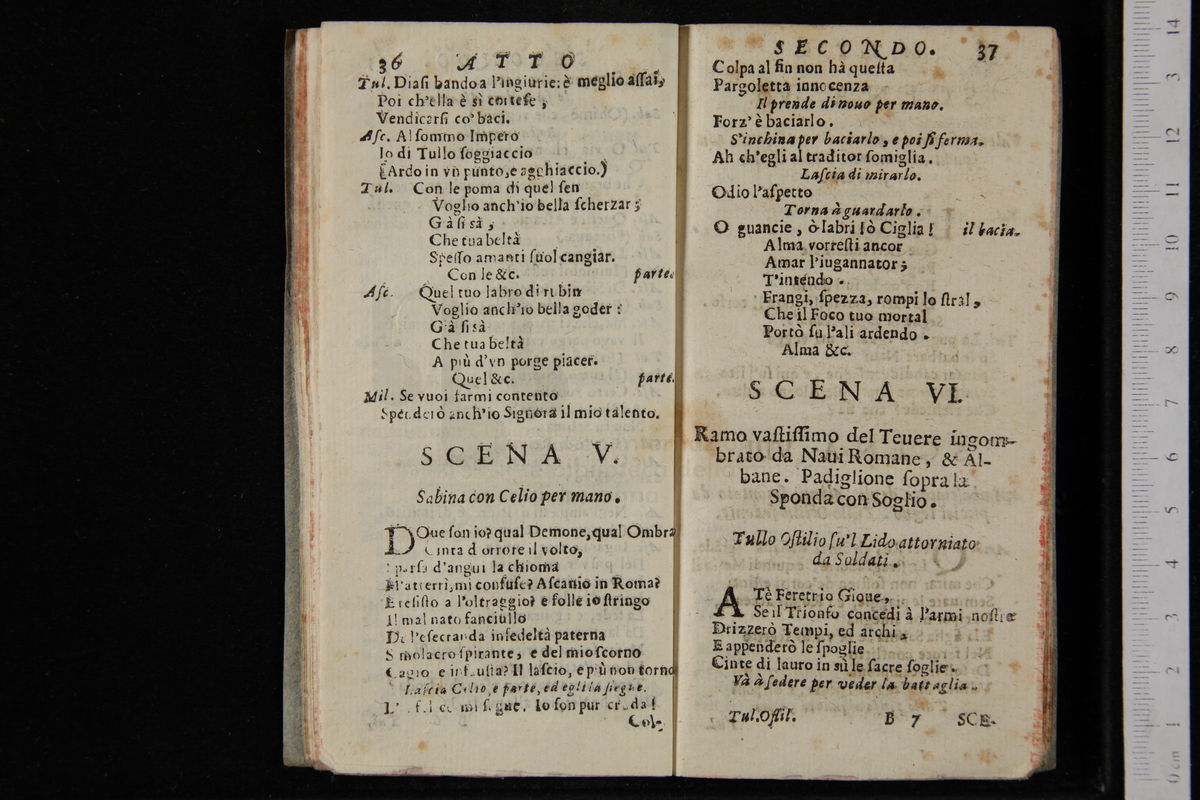 36 ATTO
Tul. Diasi bando a l'ingiurie: è meglio assai,
Poi ch'ella è sì cortese,
Vendicarsi co' baci.
Asc. Al sommo Impero
Io di Tullo soggiaccio
(Ardo in vn punto, e agghiaccio.)
Tul. Con le poma di quel sen
Voglio anch'io bella scherzar;
Già si sà,
Che tua beltà
Spesso amanti suol cangiar.
Con le &c. parte.
Asc. Quel tuo labro di rubin
Voglio anch'io bella goder:
Già si sà
Che tua beltà
A più d'vn porge piacer.
Quel &c. parte.
Mil. Se vuoi farmi contento
Spenderò anch'io Signora il mio talento.
SCENA V.
Sabina con Celio per mano.
DOue son io? qual Demone, qual Ombra
Cinta d orrore il volto,
sparsa d'angui la chioma
M'atterrì, mi confuse? Ascanio in Roma?
E resisto a l'oltraggio? e folle io stringo
Il mal nato fanciullo
De l'esecranda infedeltà paterna
Simolacro spirante, e del mio scorno
Cagio e infausta? Il lascio, e più non torno
Lascia Celio, e parte, ed egli la siegue.
mi segue. Io son pur cruda!
Col-
SECONDO. 37
Colpa al fin non hà questa
Pargoletta innocenza
Il prende di nouo per mano.
Forz' è baciarlo.
S'inchina per baciarlo, e poi si ferma.
Ah ch'egli al traditor somiglia.
Lascia di mirarlo.
Odio l'aspetto
Torna à guardarlo.
O guancie, ò labri! ò Ciglia! il bacia.
Alma vorresti ancor
Amar l'iugannator;
T'intendo.
Frangi, spezza, rompi lo stral,
Che il Foco tuo mortal
Portò su l'ali ardendo.
Alma &c.
SCENA VI.
Ramo vastissimo del Teuere ingom-
brato da Naui Romane, & Al-
bane. Padiglione sopra la
Sponda con Soglio.
Tullo Ostilio su'l Lido attorniato
da Soldati.
A Tè Feretrio Gioue,
Se il Trionfo concedi à l'armi nostre
Drizzerò Tempi, ed archi,
E appenderò le spoglie
Cinte di lauro in sù le sacre soglie.
Và à sedere per veder la battaglia.
Tul. Ostil. B 7 SCE-